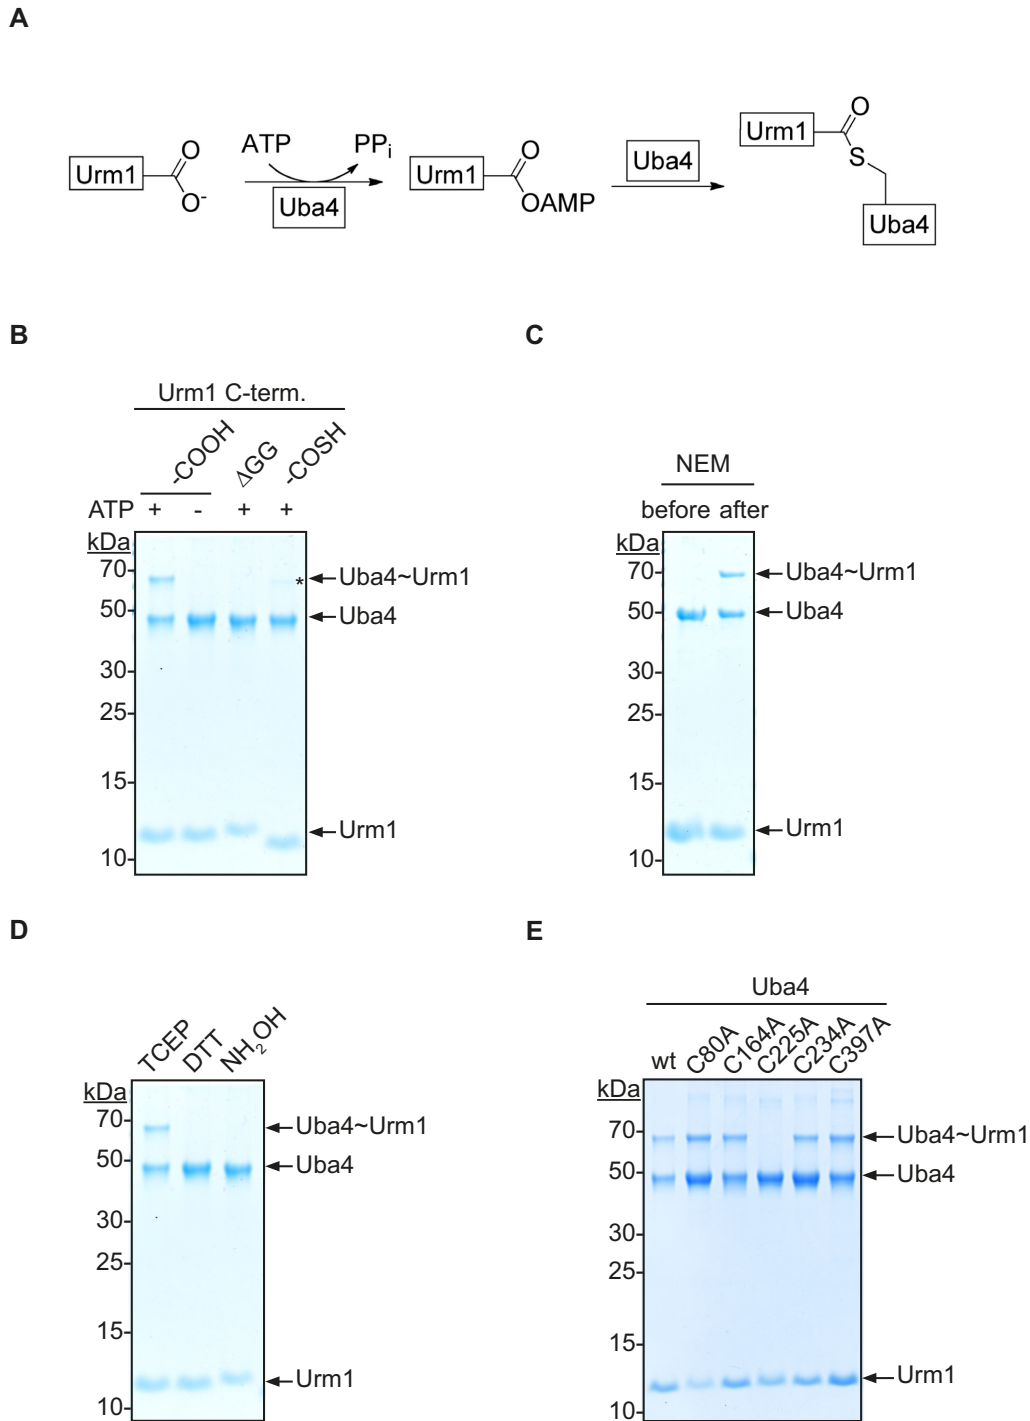 A
Urm1
O
O-
ATP
PPi
Uba4
Urm1
O
OAMP
Uba4
Urm1
O
S
Uba4
B
Urm1 C-term.
-COOH
ΔGG
-COSH
ATP + - + +
kDa
70
50
30
25
15
10
*
Uba4~Urm1
Uba4
Urm1
C
NEM
before after
kDa
70
50
30
25
15
10
Uba4~Urm1
Uba4
Urm1
D
TCEP
DTT
NH2OH
kDa
70
50
30
25
15
10
Uba4~Urm1
Uba4
Urm1
E
Uba4
wt
C80A
C164A
C225A
C234A
C397A
kDa
70
50
30
25
15
10
Uba4~Urm1
Uba4
Urm1